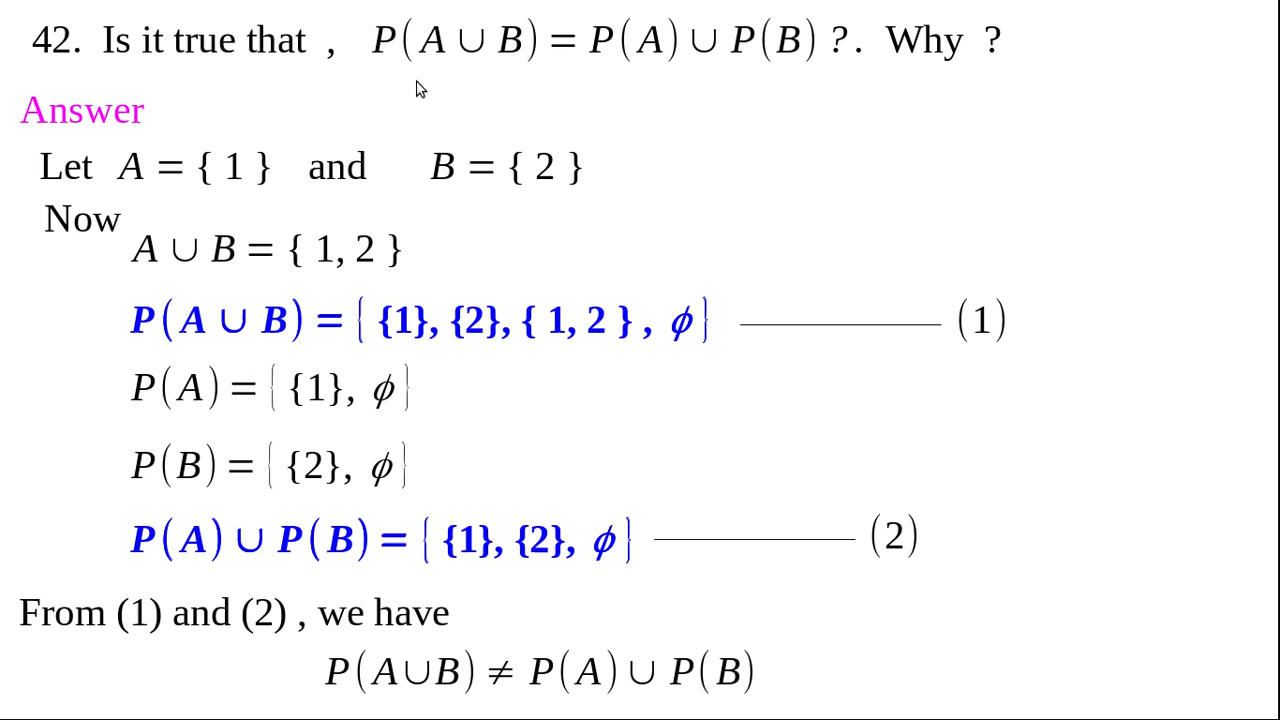 42. Is it true that , P(A ∪ B) = P(A) ∪ P(B) ?. Why ?
Answer
Let A = { 1 } and B = { 2 }
Now
A ∪ B = { 1, 2 }
P(A ∪ B) = { {1}, {2}, { 1, 2 } , ϕ } (1)
P(A) = { {1}, ϕ }
P(B) = { {2}, ϕ }
P(A) ∪ P(B) = { {1}, {2}, ϕ } (2)
From (1) and (2) , we have
P(A∪B) ≠ P(A) ∪ P(B)